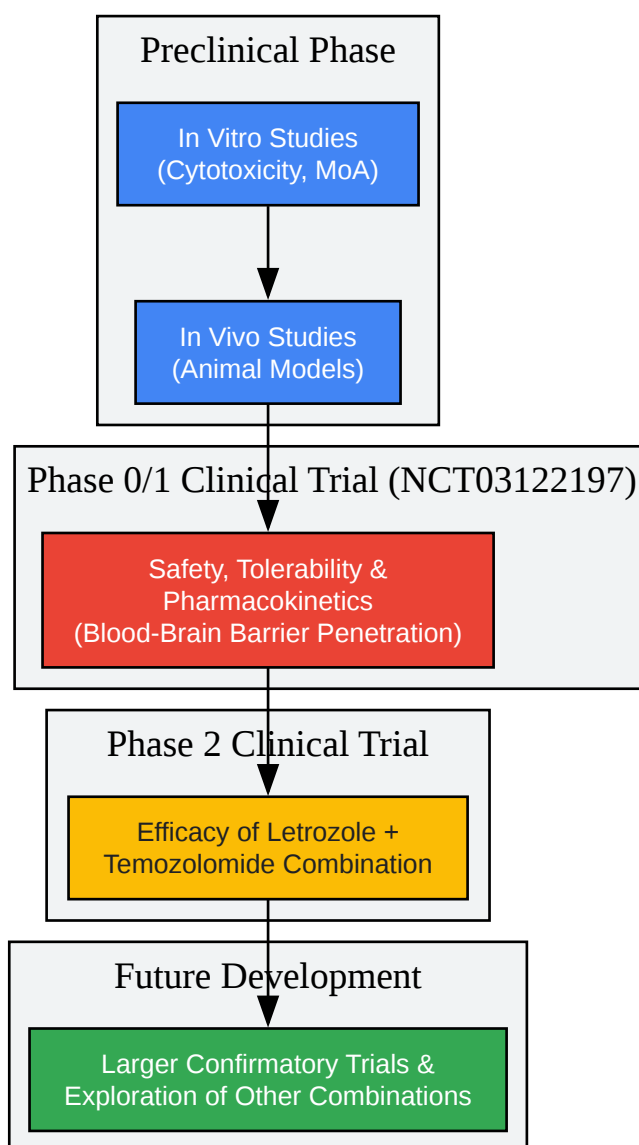 Preclinical Phase
In Vitro Studies
(Cytotoxicity, MoA)
In Vivo Studies
(Animal Models)
Phase 0/1 Clinical Trial (NCT03122197)
Safety, Tolerability &
Pharmacokinetics
(Blood-Brain Barrier Penetration)
Phase 2 Clinical Trial
Efficacy of Letrozole +
Temozolomide Combination
Future Development
Larger Confirmatory Trials &
Exploration of Other Combinations